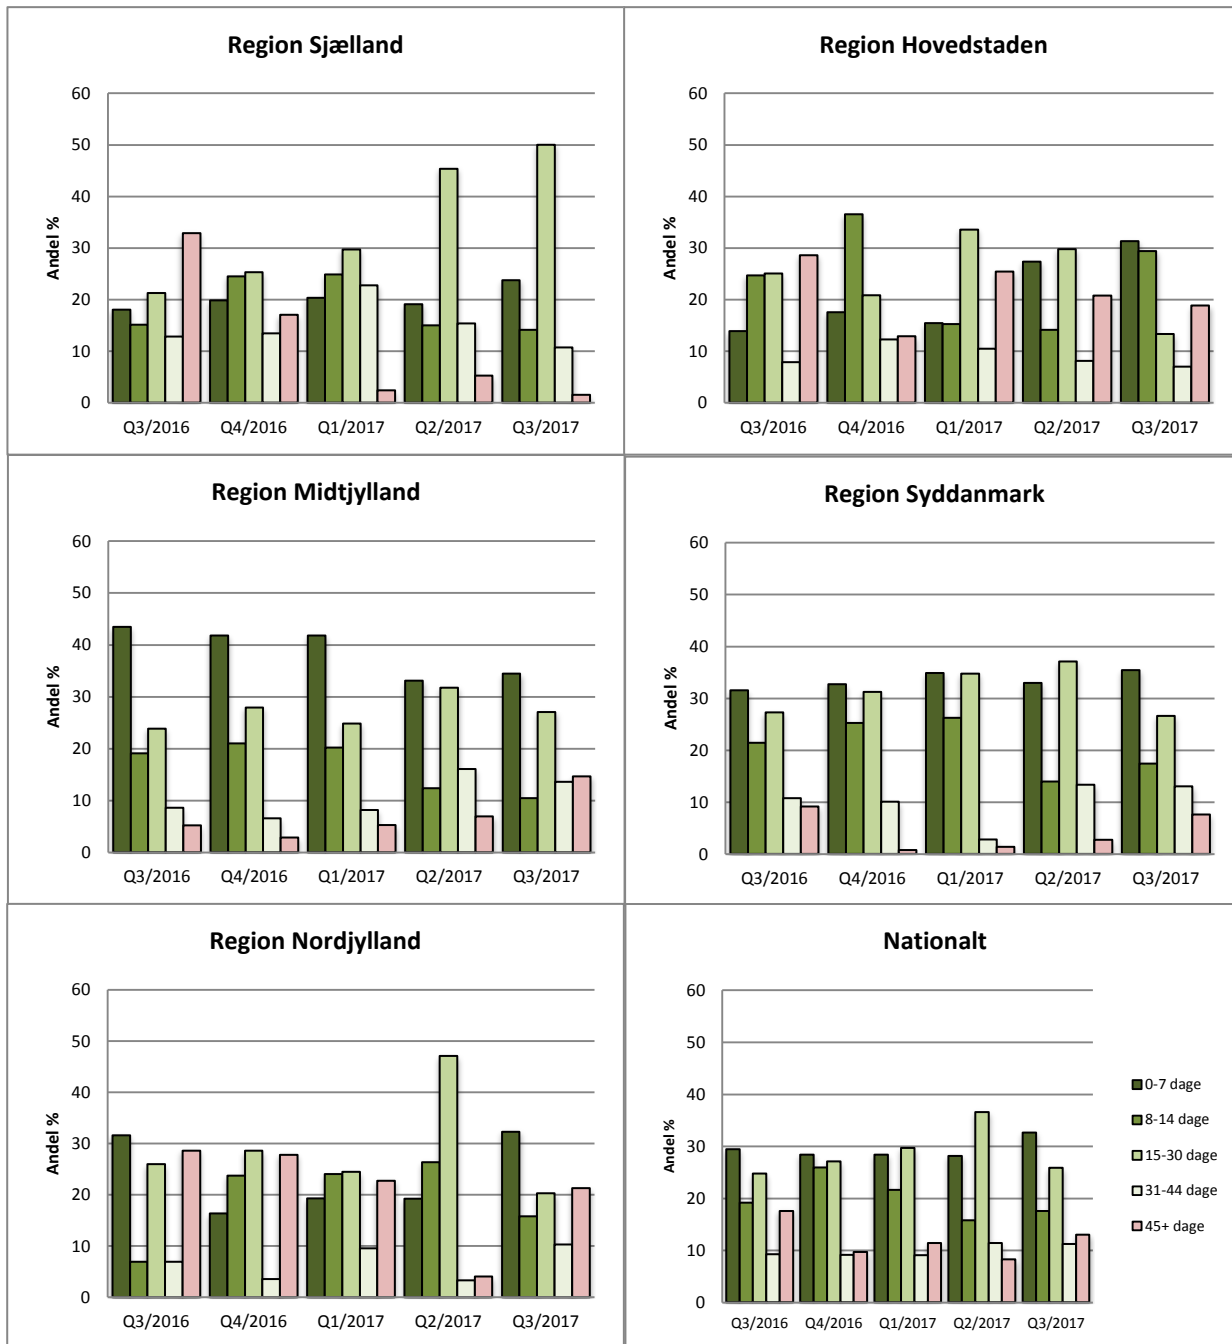 Region Sjælland
60
50
40
30
20
10
0
Andel %
Q3/2016 Q4/2016 Q1/2017 Q2/2017 Q3/2017
Region Hovedstaden
60
50
40
30
20
10
0
Andel %
Q3/2016 Q4/2016 Q1/2017 Q2/2017 Q3/2017
Region Midtjylland
60
50
40
30
20
10
0
Andel %
Q3/2016 Q4/2016 Q1/2017 Q2/2017 Q3/2017
Region Syddanmark
60
50
40
30
20
10
0
Andel %
Q3/2016 Q4/2016 Q1/2017 Q2/2017 Q3/2017
Region Nordjylland
60
50
40
30
20
10
0
Andel %
Q3/2016 Q4/2016 Q1/2017 Q2/2017 Q3/2017
Nationalt
60
50
40
30
20
10
0
Andel %
Q3/2016 Q4/2016 Q1/2017 Q2/2017 Q3/2017
0-7 dage
8-14 dage
15-30 dage
31-44 dage
45+ dage